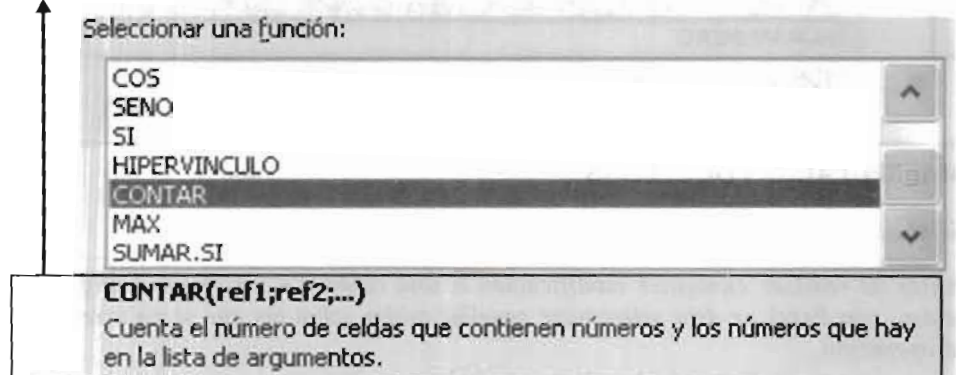 Seleccionar una función:
COS
SENO
SI
HIPERVINCULO
CONTAR
MAX
SUMAR.SI
CONTAR(ref1;ref2;...)
Cuenta el número de celdas que contienen números y los números que hay
en la lista de argumentos.